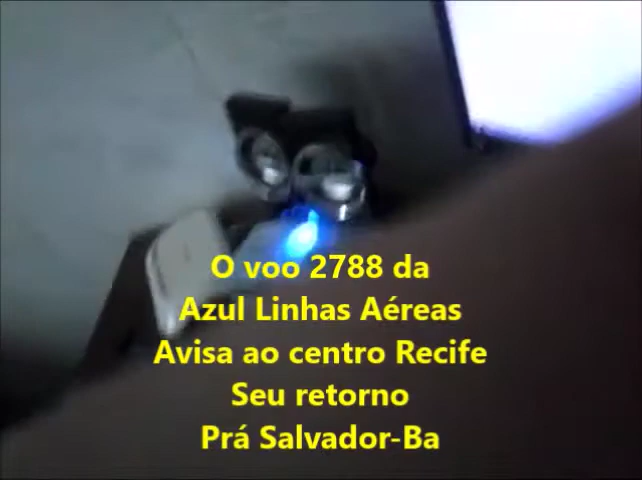 O voo 2788 da
Azul Linhas Aéreas
Avisa ao centro Recife
Seu retorno
Prá Salvador-Ba